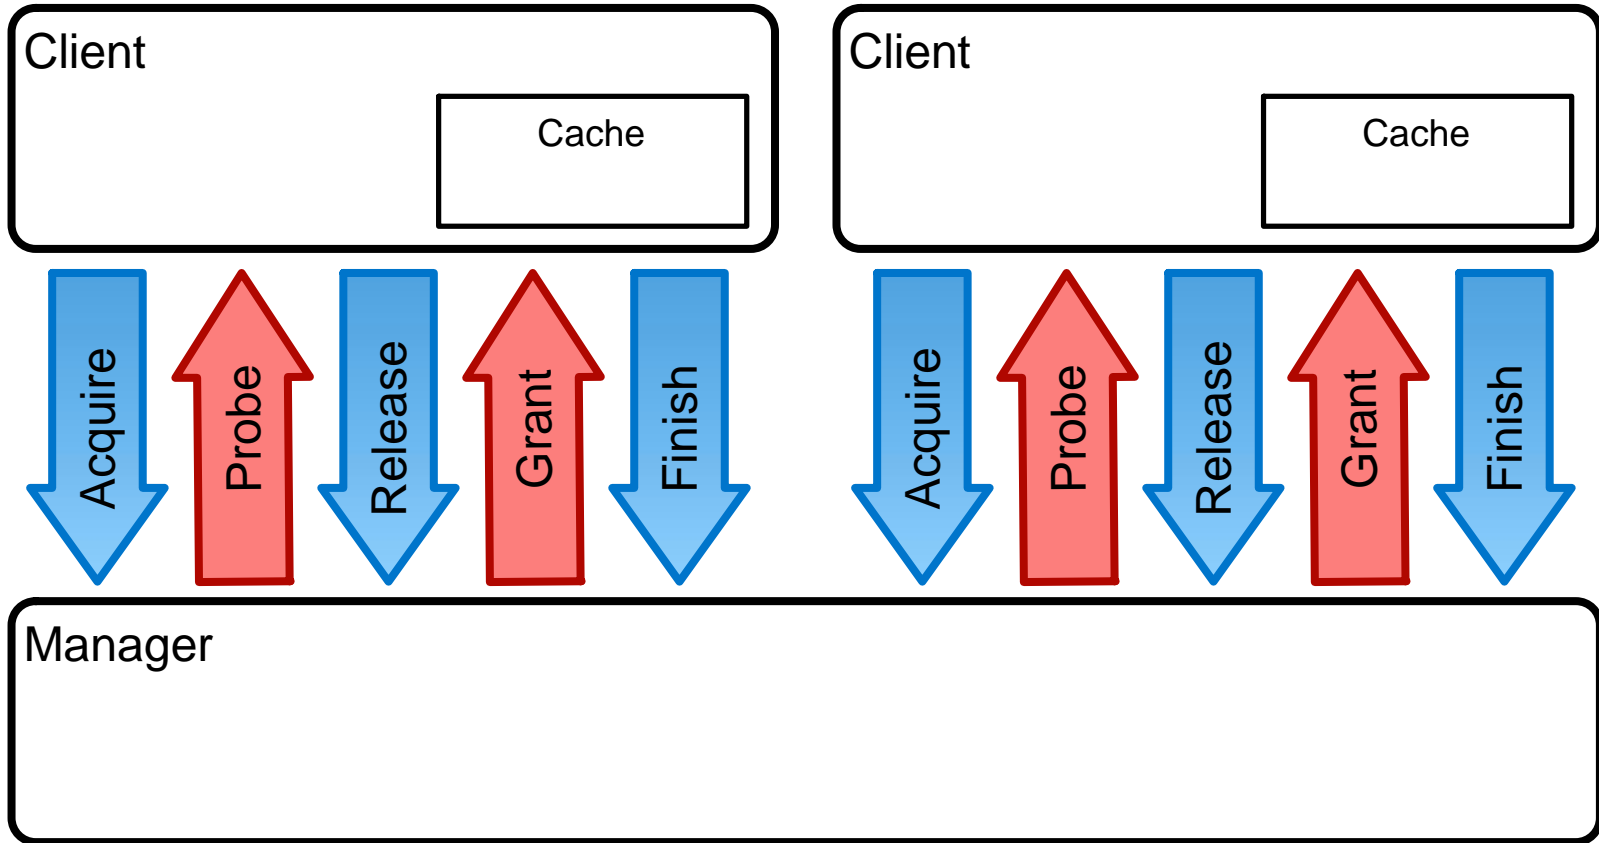 Client
Cache
Client
Cache
Acquire
Probe
Release
Grant
Finish
Acquire
Probe
Release
Grant
Finish
Manager